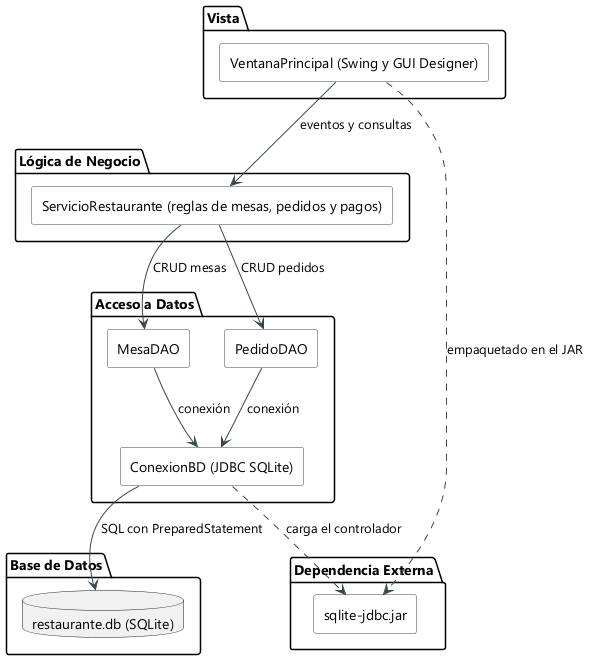 Vista
VentanaPrincipal (Swing y GUI Designer)
eventos y consultas
Lógica de Negocio
ServicioRestaurante (reglas de mesas, pedidos y pagos)
CRUD mesas
CRUD pedidos
Acceso a Datos
MesaDAO
PedidoDAO
empaquetado en el JAR
conexión
conexión
ConexionBD (JDBC SQLite)
SQL con PreparedStatement
carga el controlador
Base de Datos
Dependencia Externa
restaurante.db (SQLite)
sqlite-jdbc.jar